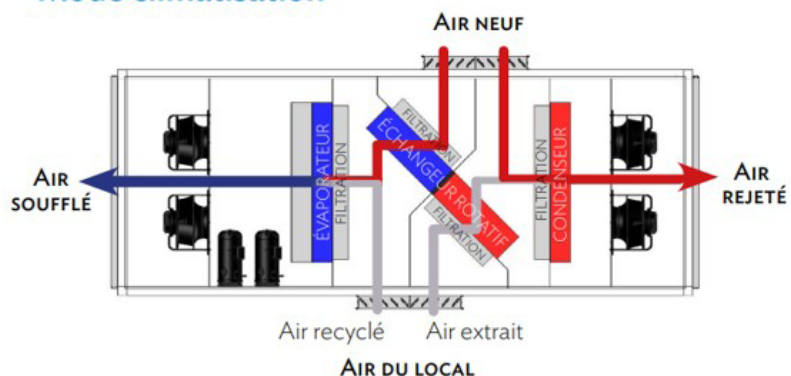 AIR NEUF
FILTRATION
ÉCHANGEUR ROTATIF
FILTRATION
ÉVAPORATEUR
FILTRATION
FILTRATION
CONDENSEUR
AIR
SOUFFLÉ
AIR
REJETÉ
Air recyclé
Air extrait
AIR DU LOCAL